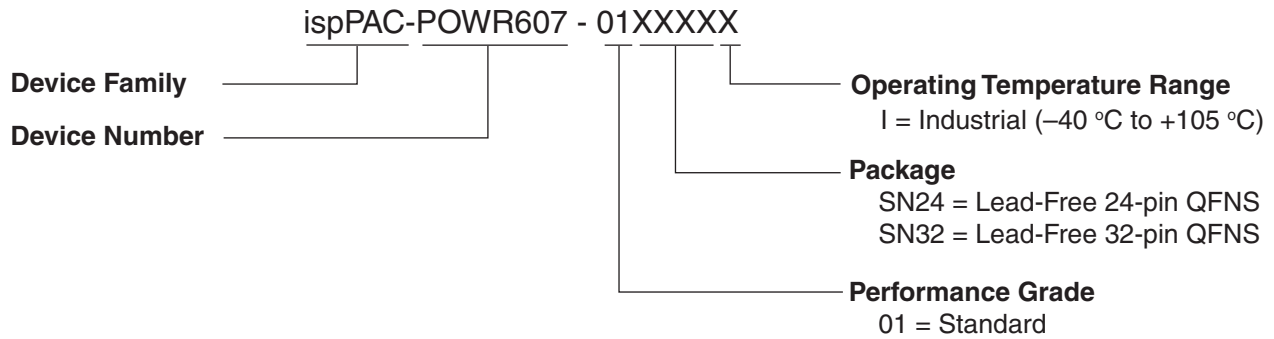 ispPAC-POWR607 - 01XXXXX
Device Family
Device Number
Operating Temperature Range
I = Industrial (–40 °C to +105 °C)
Package
SN24 = Lead-Free 24-pin QFNS
SN32 = Lead-Free 32-pin QFNS
Performance Grade
01 = Standard